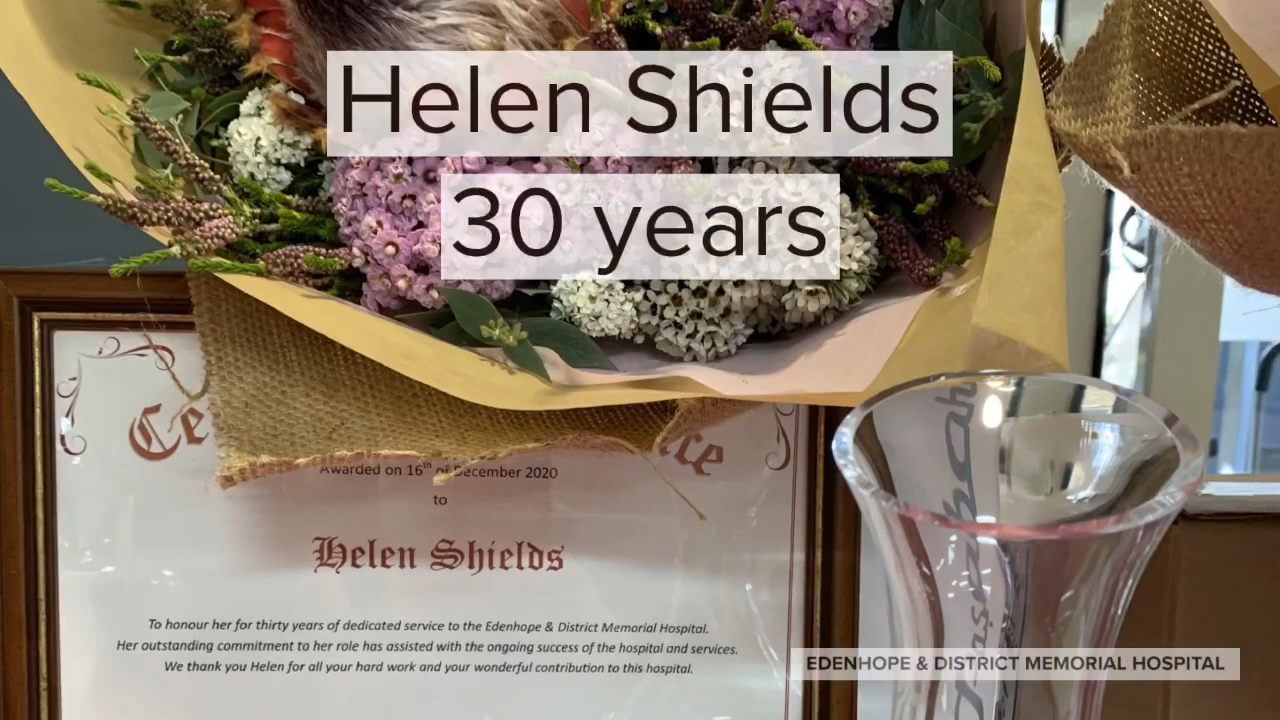 Helen Shields
30 years
Awarded on 16th of December 2020
to
Helen Shields
To honour her for thirty years of dedicated service to the Edenhope & District Memorial Hospital.
Her outstanding commitment to her role has assisted with the ongoing success of the hospital and services.
We thank you Helen for all your hard work and your wonderful contribution to this hospital.
EDENHOPE & DISTRICT MEMORIAL HOSPITAL